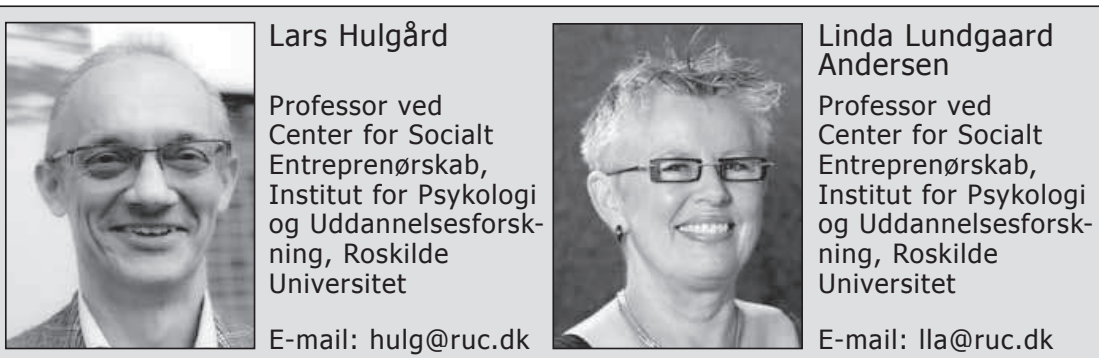 Lars Hulgård
Professor ved
Center for Socialt
Entreprenørskab,
Institut for Psykologi
og Uddannelsesforsk-
ning, Roskilde
Universitet
E-mail: hulg@ruc.dk
Linda Lundgaard
Andersen
Professor ved
Center for Socialt
Entreprenørskab,
Institut for Psykologi
og Uddannelsesforsk-
ning, Roskilde
Universitet
E-mail: lla@ruc.dk